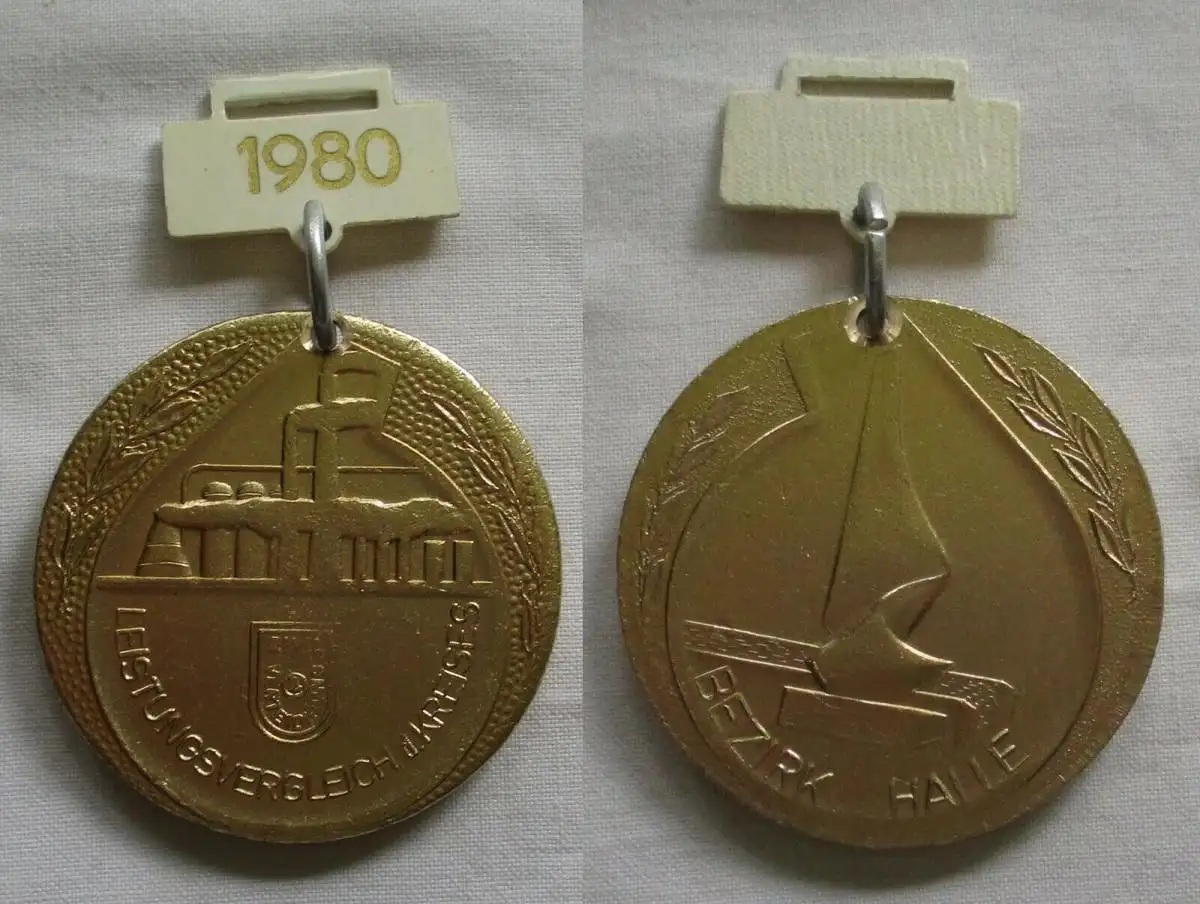 1980
LEISTUNGSVERGLEICH d. KREISES
BEZIRK HALLE